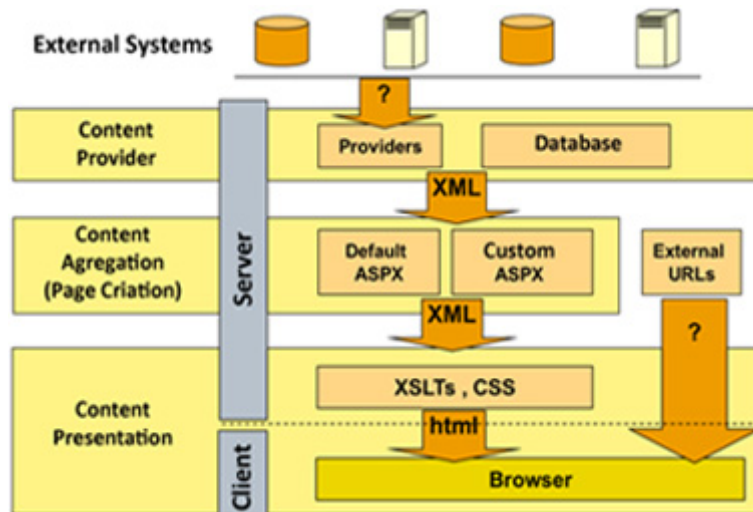 External Systems
?
Content
Provider
Providers
Database
XML
Content
Agregation
(Page Criation)
Default
ASPX
Custom
ASPX
External
URLs
Server
XML
?
XSLTs , CSS
Content
Presentation
html
Client
Browser